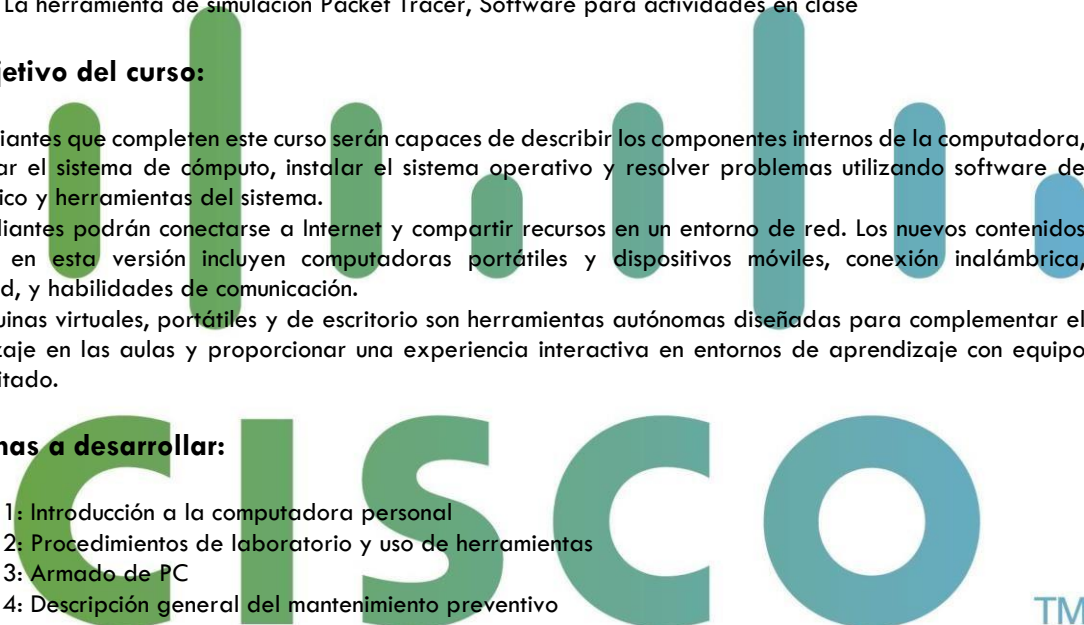 La herramienta de simulación Packet Tracer, Software para actividades en clase
jetivo del curso:
iantes que completen este curso serán capaces de describir los componentes internos de la computadora,
ar el sistema de cómputo, instalar el sistema operativo y resolver problemas utilizando software de
ico y herramientas del sistema.
diantes podrán conectarse a Internet y compartir recursos en un entorno de red. Los nuevos contenidos
en esta versión incluyen computadoras portátiles y dispositivos móviles, conexión inalámbrica,
d, y habilidades de comunicación.
uinas virtuales, portátiles y de escritorio son herramientas autónomas diseñadas para complementar el
zaje en las aulas y proporcionar una experiencia interactiva en entornos de aprendizaje con equipo
itado.
nas a desarrollar:
1: Introducción a la computadora personal
2: Procedimientos de laboratorio y uso de herramientas
3: Armado de PC
4: Descripción general del mantenimiento preventivo
CISCO
TM